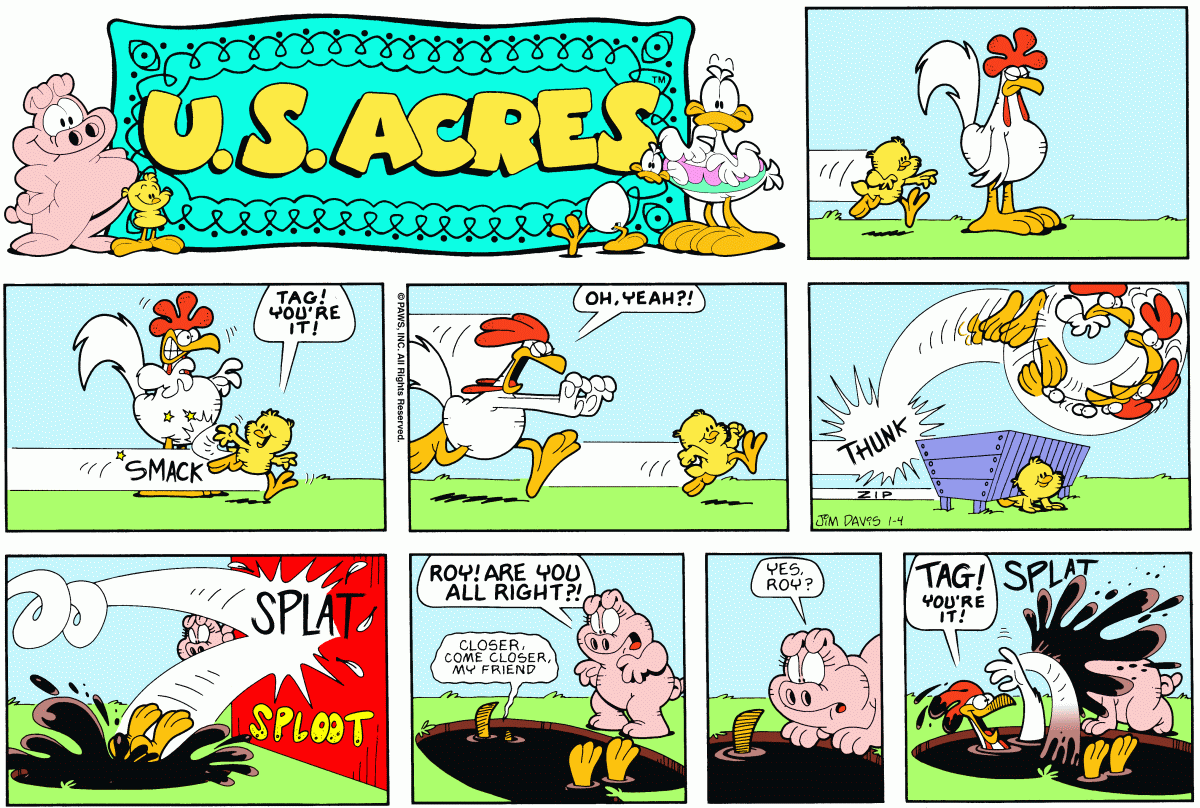 U.S. ACRES
TM
TAG!
YOU'RE
IT!
SMACK
© PAWS, INC. All Rights Reserved.
OH, YEAH?!
THUNK
ZIP
JIM DAVIS 1-4
SPLAT
SPLOOT
ROY! ARE YOU
ALL RIGHT?!
CLOSER,
COME CLOSER,
MY FRIEND
YES,
ROY?
TAG!
YOU'RE
IT!
SPLAT